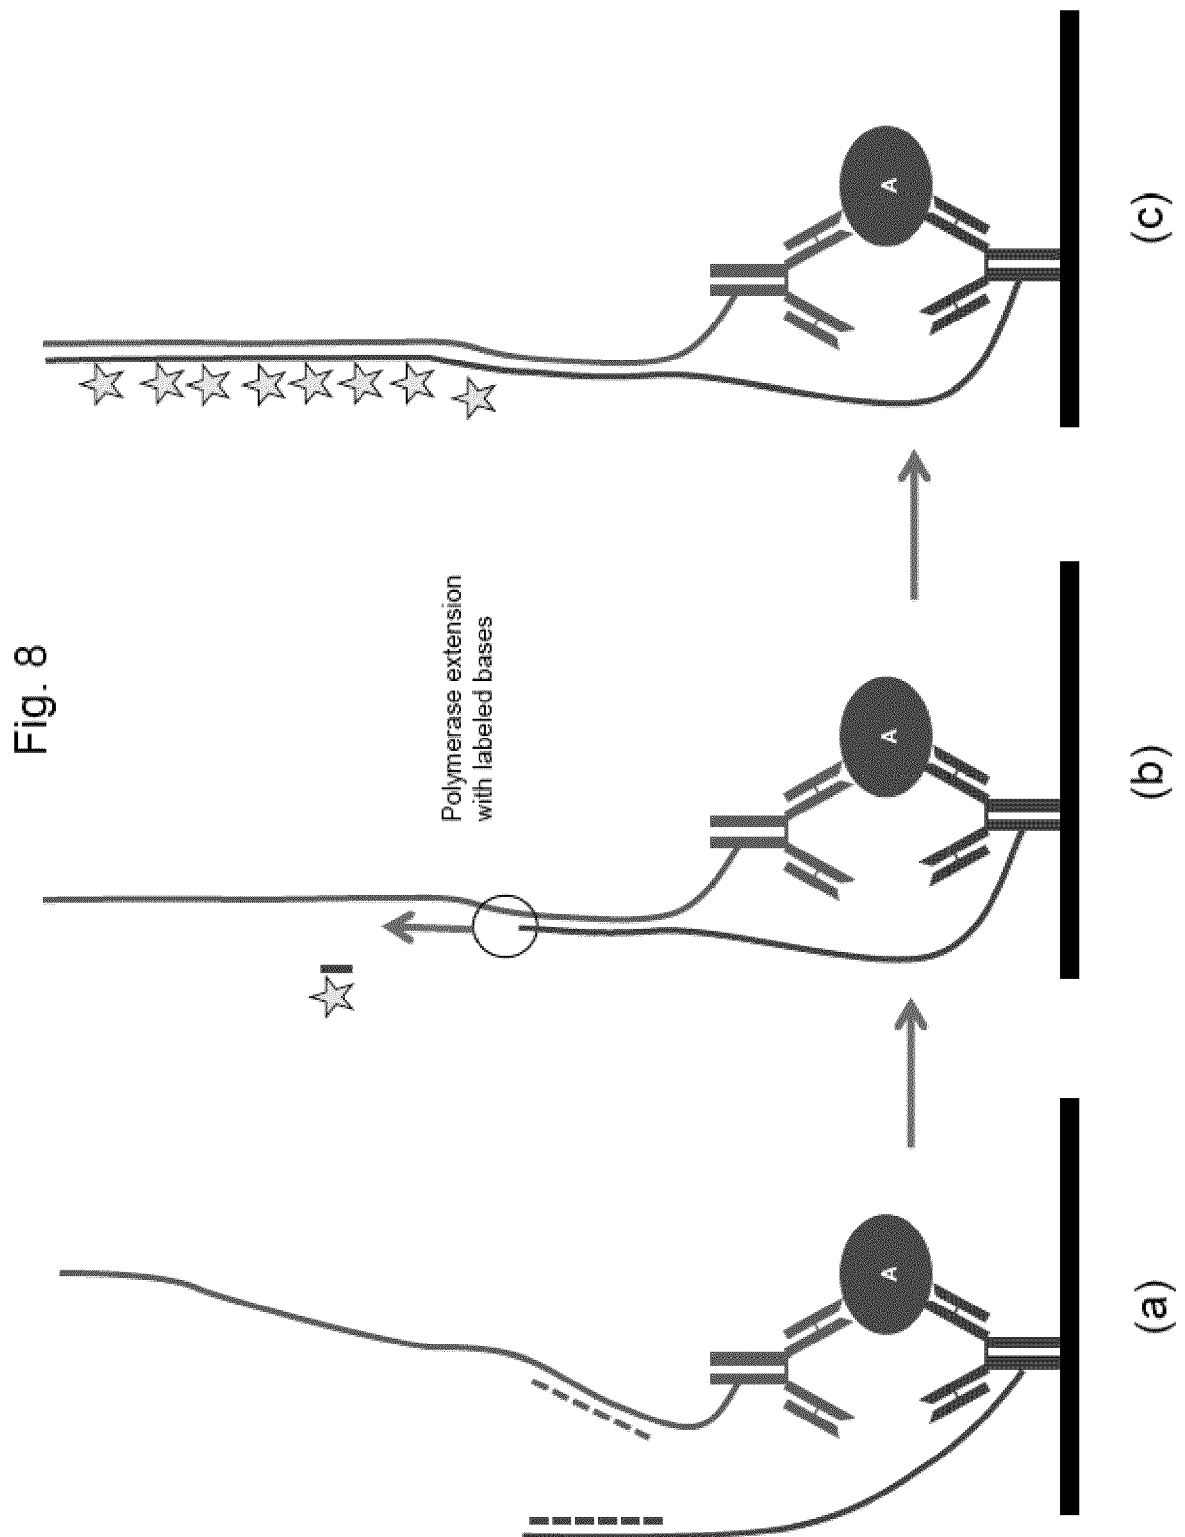 Fig. 8
Polymerase extension
with labeled bases
A
A
A
(a)
(b)
(c)